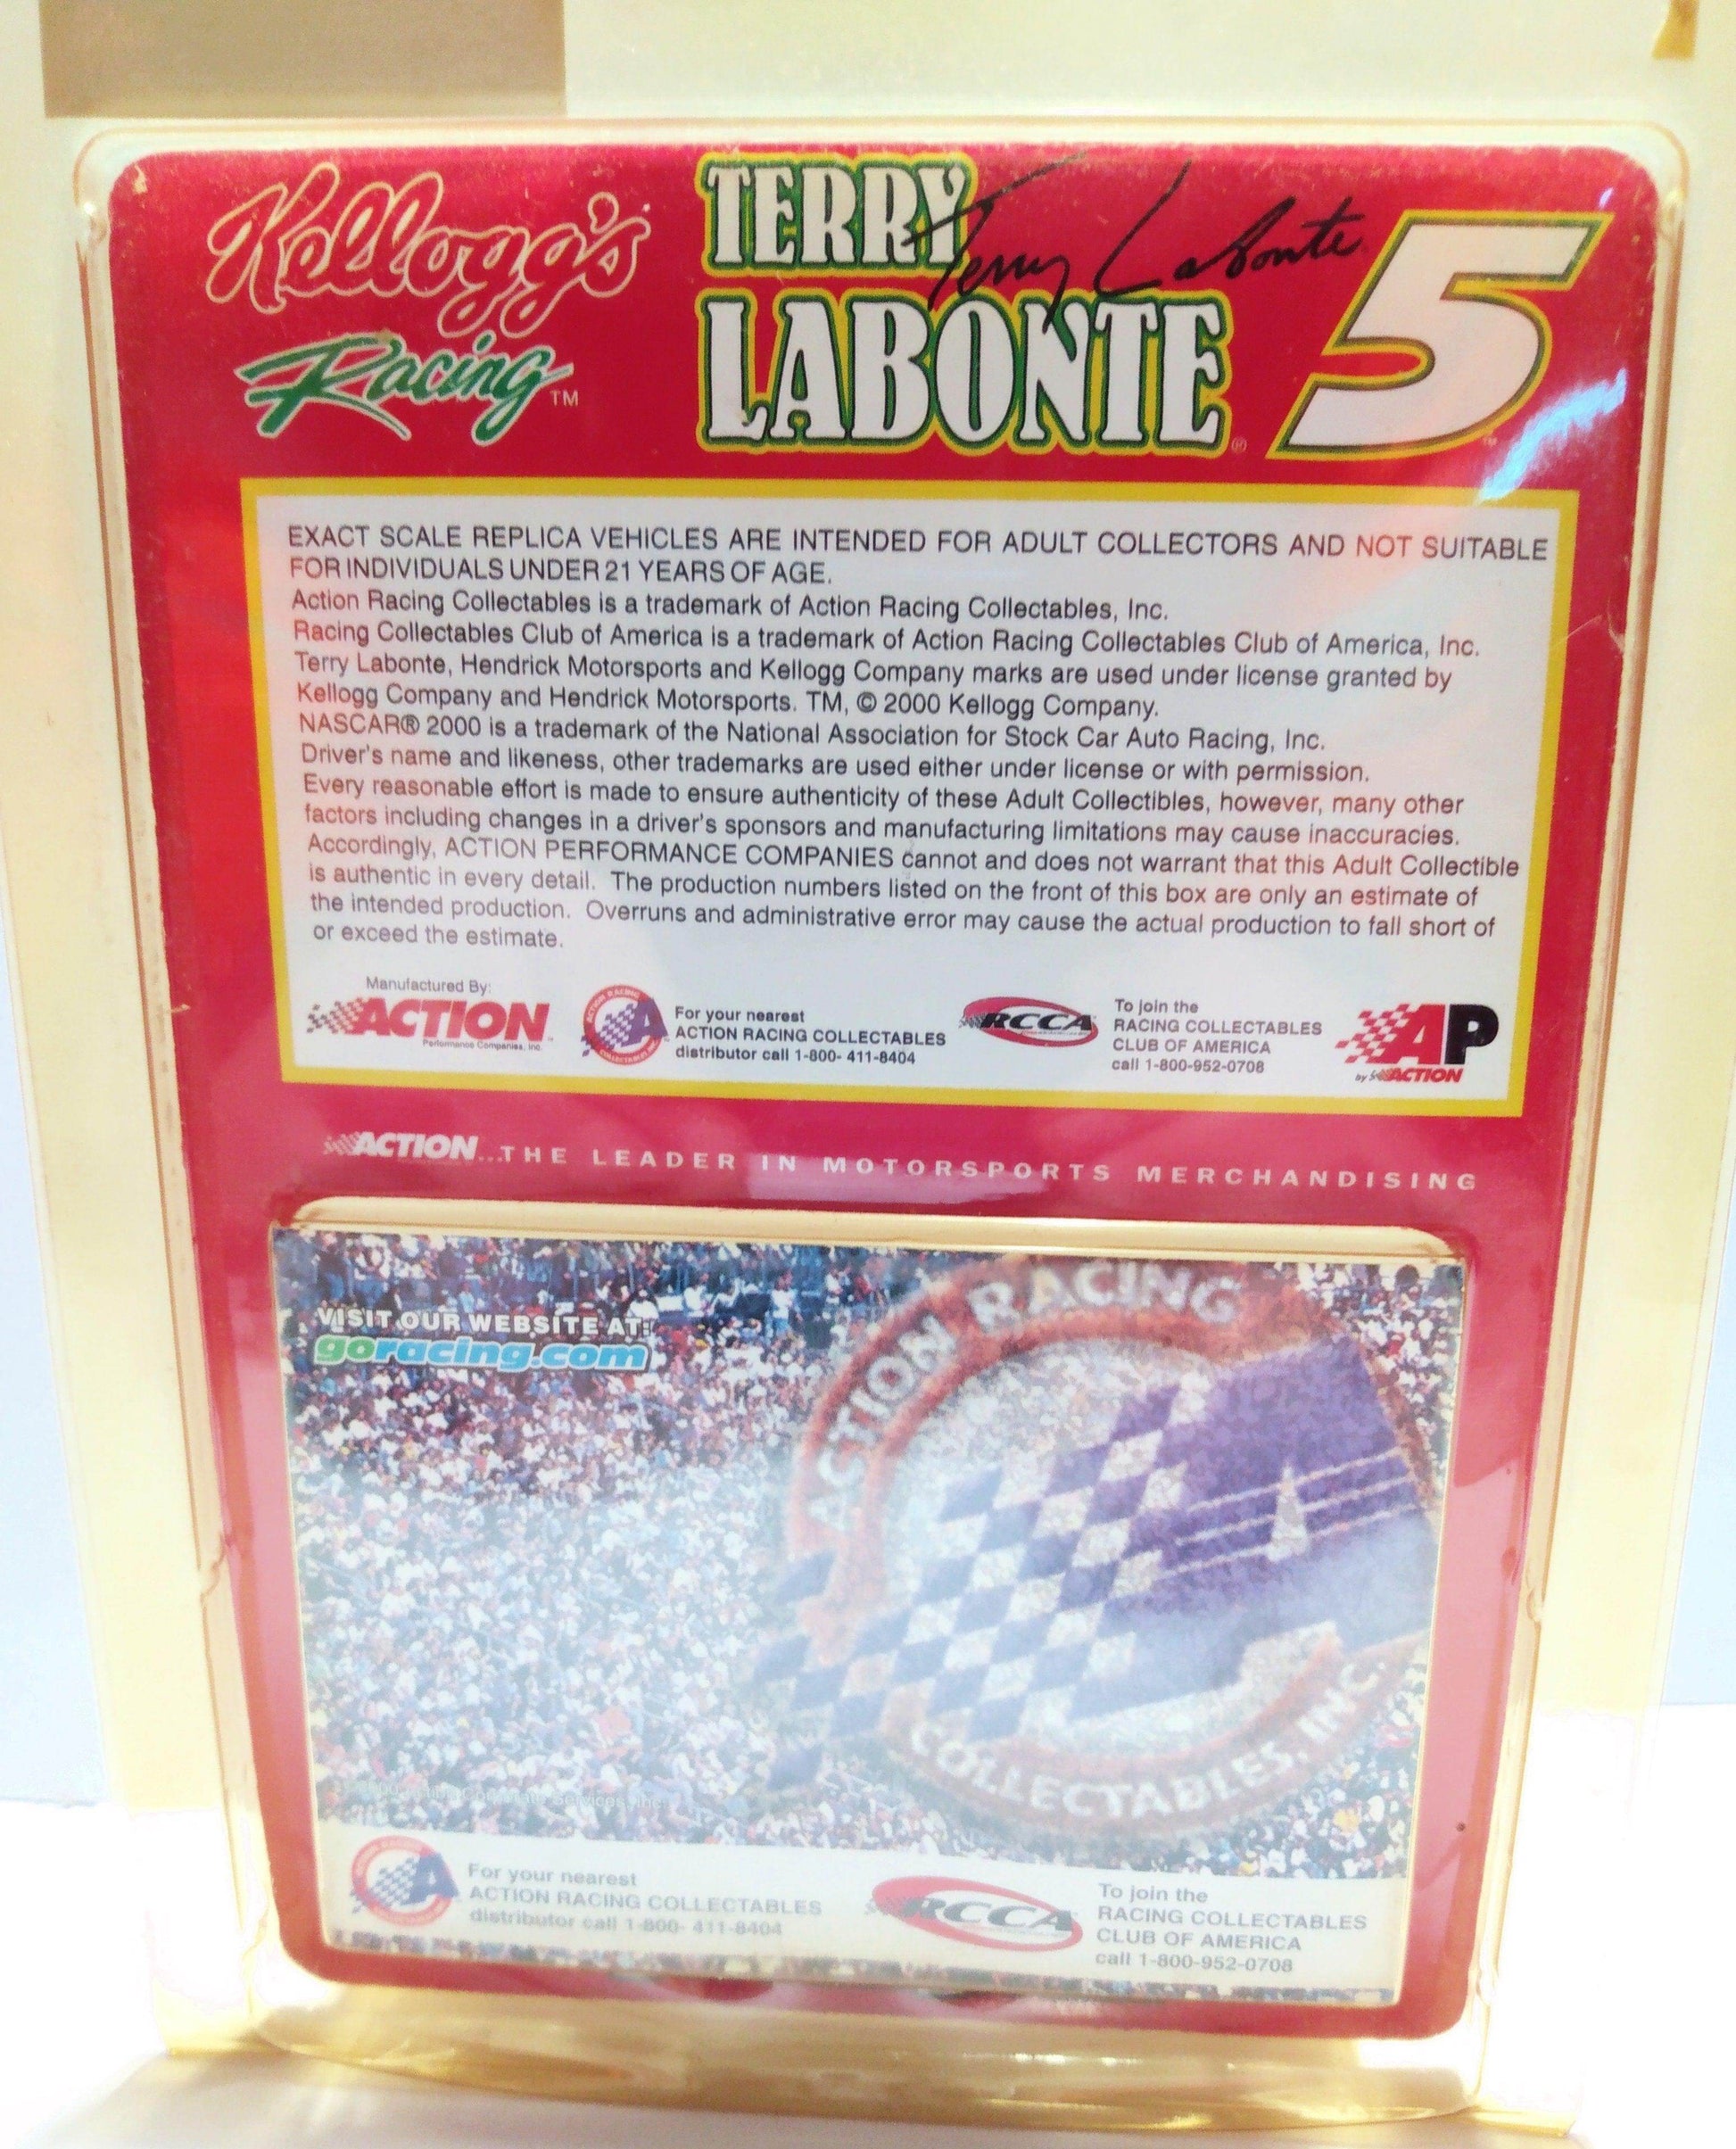 Kellogg's
Racing™
TERRY
Terry Labonte
LABONTE®
5™
EXACT SCALE REPLICA VEHICLES ARE INTENDED FOR ADULT COLLECTORS AND NOT SUITABLE
FOR INDIVIDUALS UNDER 21 YEARS OF AGE.
Action Racing Collectables is a trademark of Action Racing Collectables, Inc.
Racing Collectables Club of America is a trademark of Action Racing Collectables Club of America, Inc.
Terry Labonte, Hendrick Motorsports and Kellogg Company marks are used under license granted by
Kellogg Company and Hendrick Motorsports. TM, © 2000 Kellogg Company.
NASCAR® 2000 is a trademark of the National Association for Stock Car Auto Racing, Inc.
Driver's name and likeness, other trademarks are used either under license or with permission.
Every reasonable effort is made to ensure authenticity of these Adult Collectibles, however, many other
factors including changes in a driver's sponsors and manufacturing limitations may cause inaccuracies.
Accordingly, ACTION PERFORMANCE COMPANIES cannot and does not warrant that this Adult Collectible
is authentic in every detail. The production numbers listed on the front of this box are only an estimate of
the intended production. Overruns and administrative error may cause the actual production to fall short of
or exceed the estimate.
Manufactured By:
ACTION™
Performance Companies, Inc.
ACTION RACING
A
COLLECTABLES, INC.
For your nearest
ACTION RACING COLLECTABLES
distributor call 1-800- 411-8404
RCCA
To join the
RACING COLLECTABLES
CLUB OF AMERICA
call 1-800-952-0708
AP
by ACTION
ACTION...THE LEADER IN MOTORSPORTS MERCHANDISING
VISIT OUR WEBSITE AT:
goracing.com
ACTION RACING
COLLECTABLES, INC.
Services, Inc.
A
For your nearest
ACTION RACING COLLECTABLES
distributor call 1-800- 411-8404
RCCA
To join the
RACING COLLECTABLES
CLUB OF AMERICA
call 1-800-952-0708